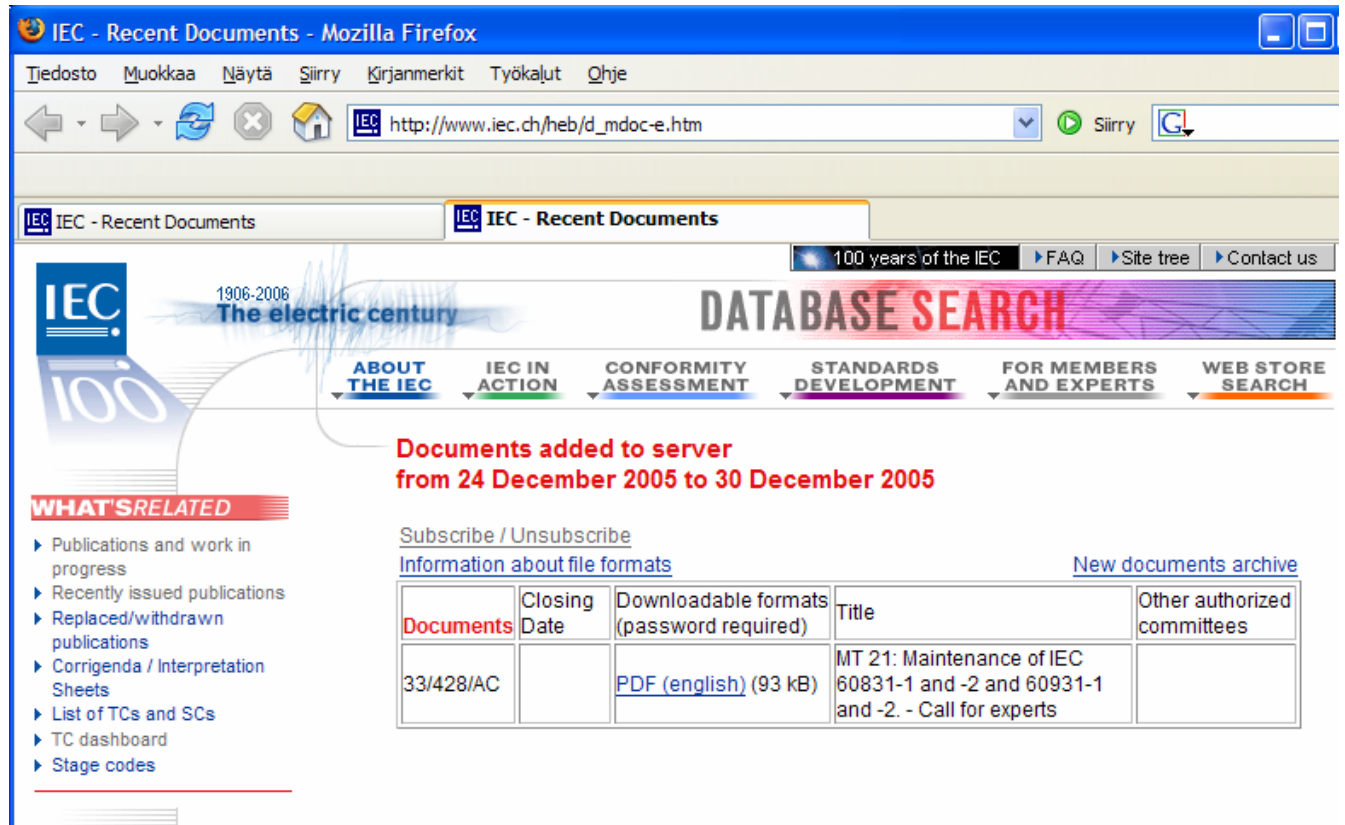 IEC - Recent Documents - Mozilla Firefox
Tiedosto Muokkaa Näytä Siirry Kirjanmerkit Työkalut Ohje
IEC http://www.iec.ch/heb/d_mdoc-e.htm Siirry G
IEC IEC - Recent Documents IEC IEC - Recent Documents
100 years of the IEC FAQ Site tree Contact us
IEC
1906-2006
The electric century
DATABASE SEARCH
100
ABOUT THE IEC
IEC IN ACTION
CONFORMITY ASSESSMENT
STANDARDS DEVELOPMENT
FOR MEMBERS AND EXPERTS
WEB STORE SEARCH
WHAT'SRELATED
Publications and work in
progress
Recently issued publications
Replaced/withdrawn
publications
Corrigenda / Interpretation
Sheets
List of TCs and SCs
TC dashboard
Stage codes
Documents added to server
from 24 December 2005 to 30 December 2005
Subscribe / Unsubscribe
Information about file formats New documents archive
Documents
Closing
Date
Downloadable formats
(password required)
Title
Other authorized
committees
33/428/AC
PDF (english) (93 kB)
MT 21: Maintenance of IEC
60831-1 and -2 and 60931-1
and -2. - Call for experts